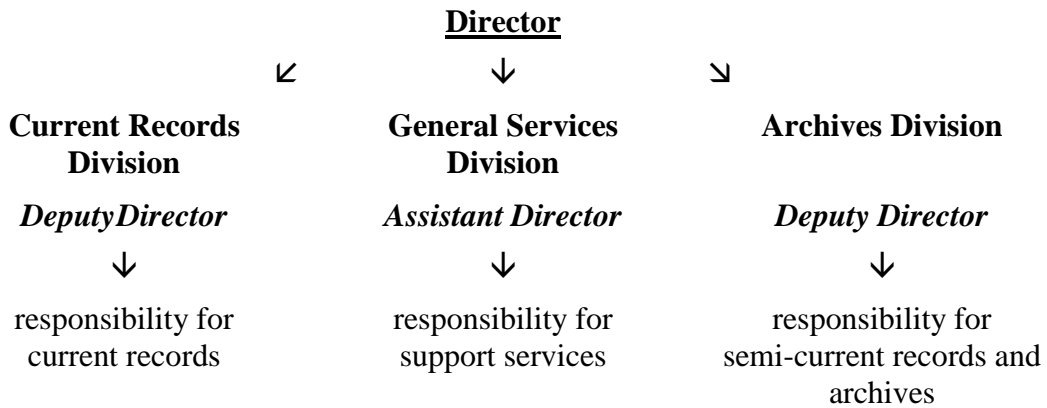 Director
↙ ↓ ↘
Current Records
Division
General Services
Division
Archives Division
DeputyDirector
Assistant Director
Deputy Director
↓ ↓ ↓
responsibility for
current records
responsibility for
support services
responsibility for
semi-current records and
archives